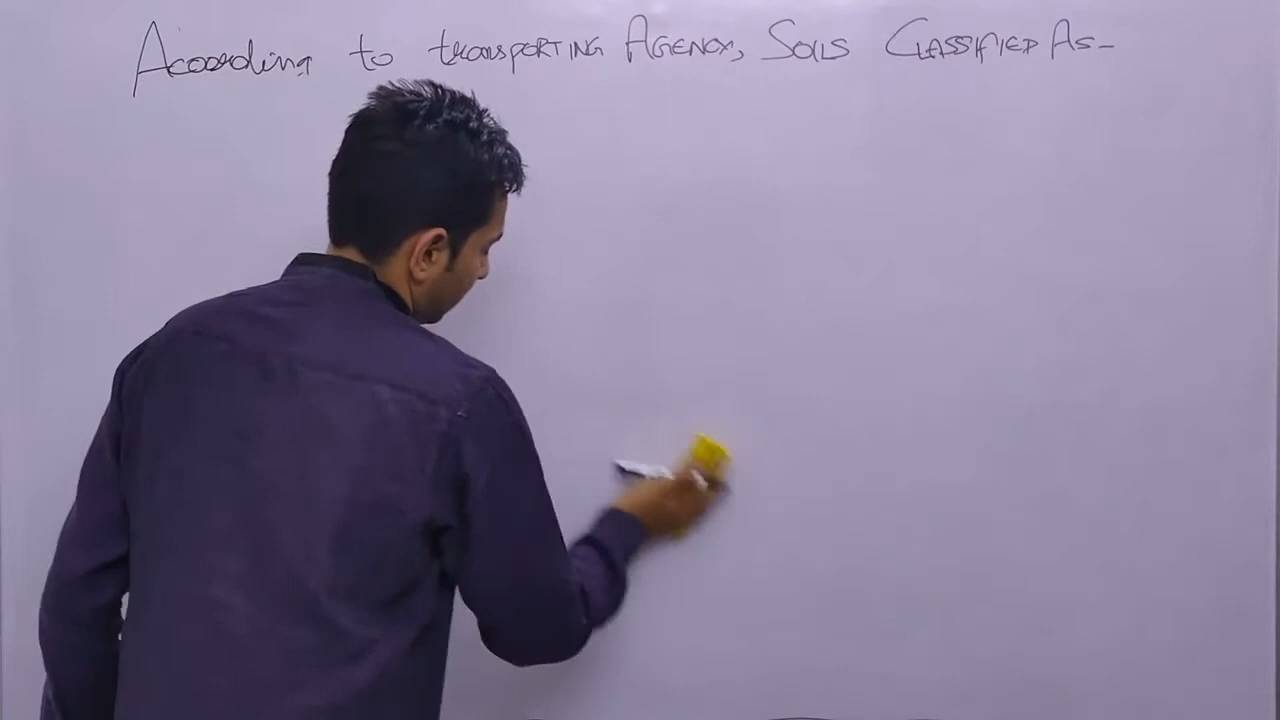 According to transporting Agency, Soils Classified As-